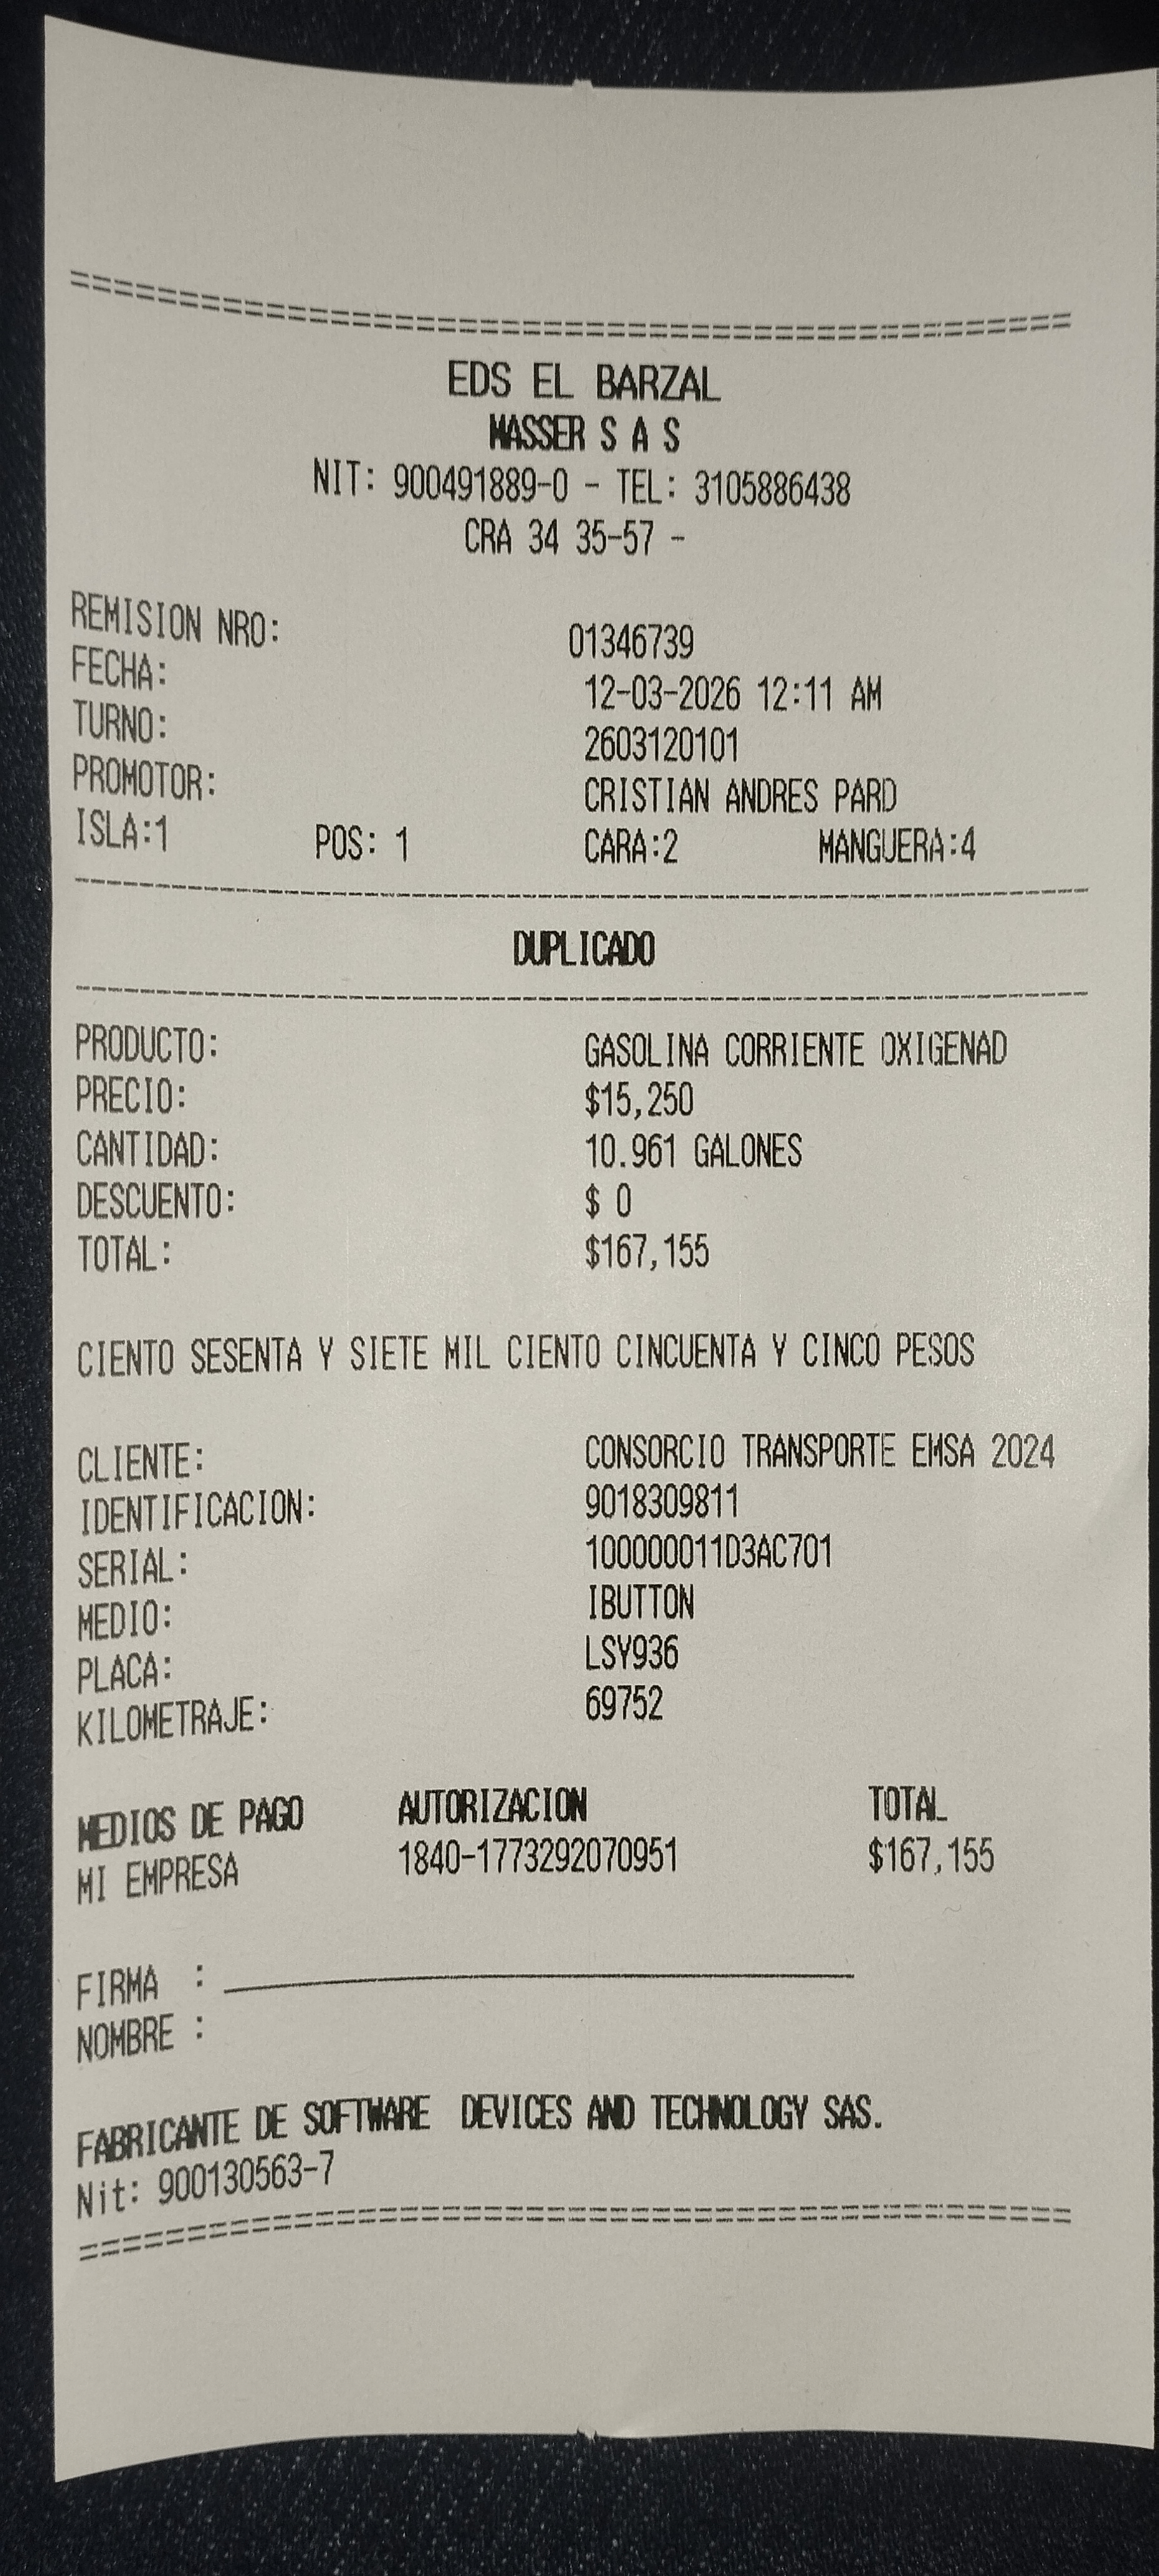 EDS EL BARZAL
MASSER S A S
NIT: 900491889-0 - TEL: 3105886438
CRA 34 35-57 -
REMISION NRO: 01346739
FECHA: 12-03-2026 12:11 AM
TURNO: 2603120101
PROMOTOR: CRISTIAN ANDRES PARD
ISLA:1 POS: 1 CARA:2 MANGUERA:4
DUPLICADO
PRODUCTO: GASOLINA CORRIENTE OXIGENAD
PRECIO: $15,250
CANTIDAD: 10.961 GALONES
DESCUENTO: $ 0
TOTAL: $167,155
CIENTO SESENTA Y SIETE MIL CIENTO CINCUENTA Y CINCO PESOS
CLIENTE: CONSORCIO TRANSPORTE EMSA 2024
IDENTIFICACION: 9018309811
SERIAL: 100000011D3AC701
MEDIO: IBUTTON
PLACA: LSY936
KILOMETRAJE: 69752
MEDIOS DE PAGO AUTORIZACION TOTAL
MI EMPRESA 1840-1773292070951 $167,155
FIRMA :
NOMBRE :
FABRICANTE DE SOFTWARE DEVICES AND TECHNOLOGY SAS.
Nit: 900130563-7